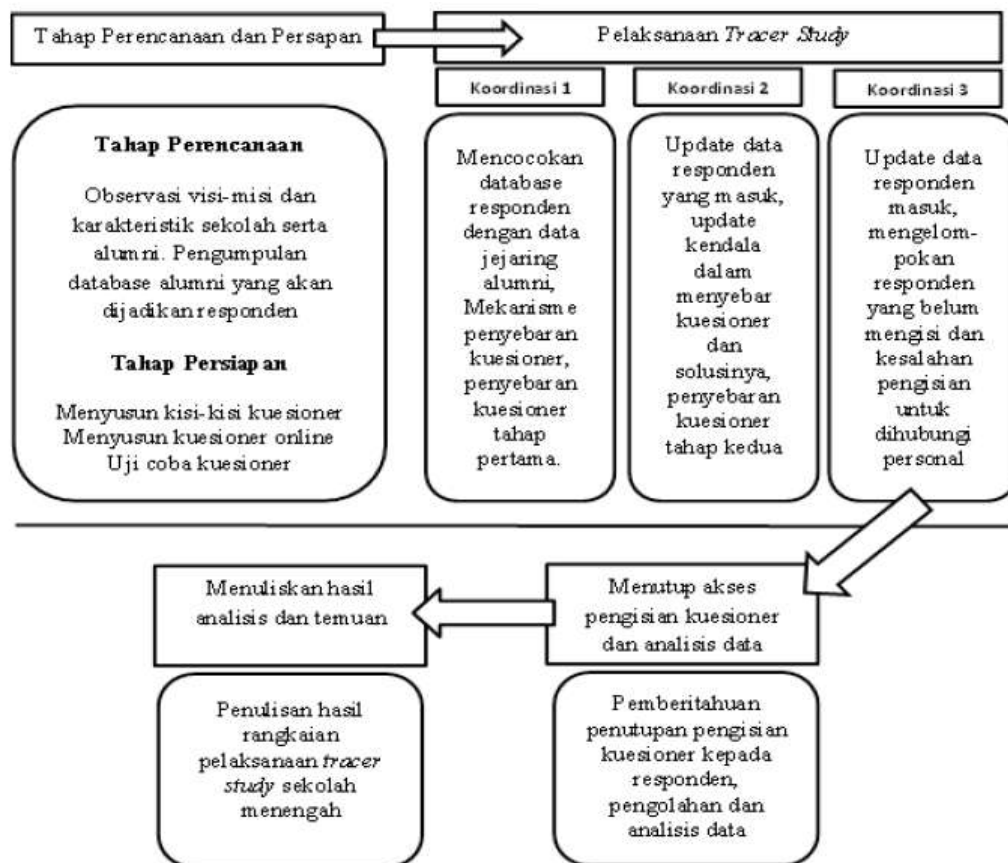 Tahap Perencanaan dan Persapan
Pelaksanaan Tracer Study
Koordinasi 1
Koordinasi 2
Koordinasi 3
Tahap Perencanaan
Observasi visi-misi dan
karakteristik sekolah serta
alumni. Pengumpulan
database alumni yang akan
dijadikan responden
Tahap Persiapan
Menyusun kisi-kisi kuesioner
Menyusun kuesioner online
Uji coba kuesioner
Mencocokan
database
responden
dengan data
jejaring
alumni,
Mekanisme
penyebaran
kuesioner,
penyebaran
kuesioner
tahap
pertama.
Update data
responden
yang masuk,
update
kendala
dalam
menyebar
kuesioner
dan
solusinya,
penyebaran
kuesioner
tahap kedua
Update data
responden
masuk,
mengelom-
pokan
responden
yang belum
mengisi dan
kesalahan
pengisian
untuk
dihubungi
personal
Menuliskan hasil
analisis dan temuan
Menutup akses
pengisian kuesioner
dan analisis data
Penulisan hasil
rangkaian
pelaksanaan tracer
study sekolah
menengah
Pemberitahuan
penutupan pengisian
kuesioner kepada
responden,
pengolahan dan
analisis data